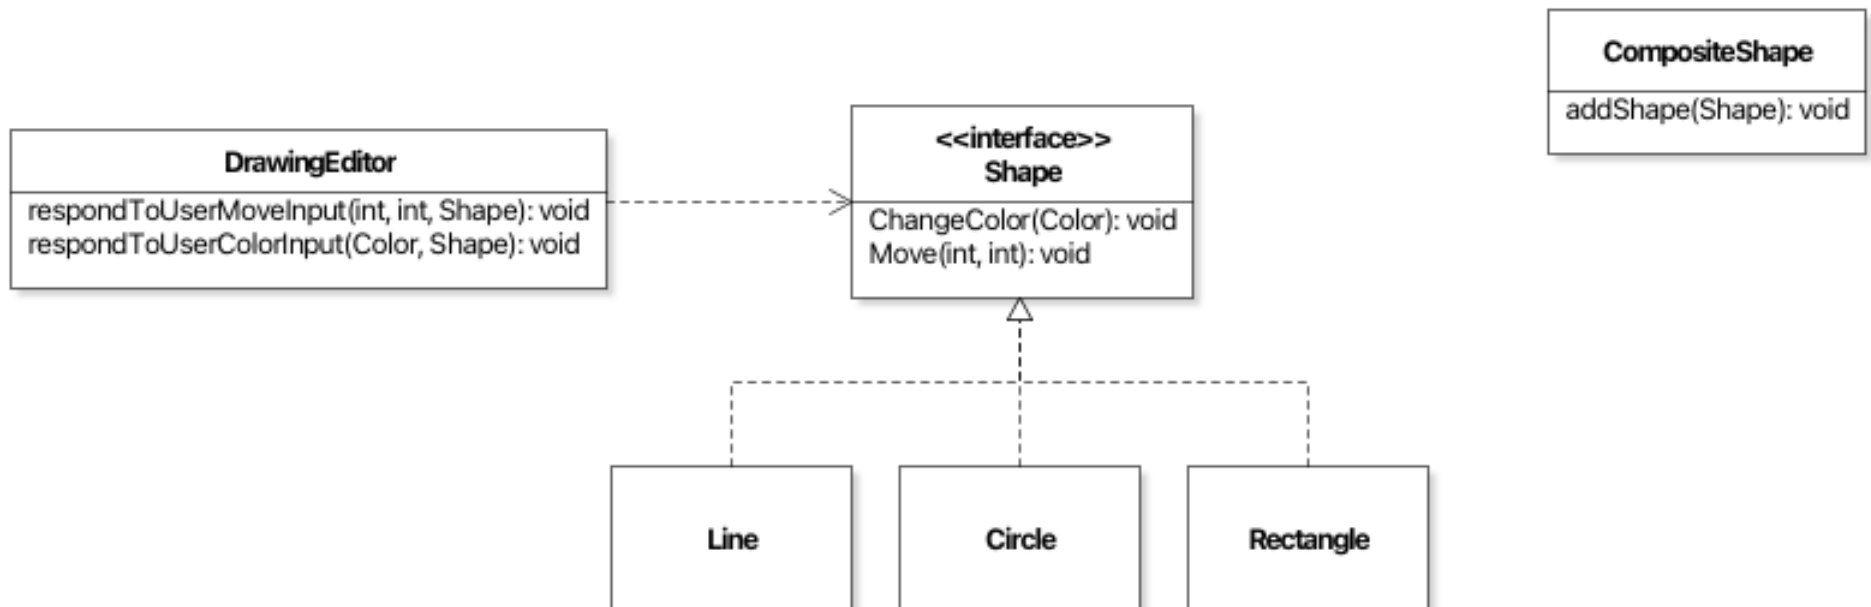 CompositeShape
addShape(Shape): void
DrawingEditor
respondToUserMoveInput(int, int, Shape): void
respondToUserColorInput(Color, Shape): void
<<interface>>
Shape
ChangeColor(Color): void
Move(int, int): void
Line
Circle
Rectangle